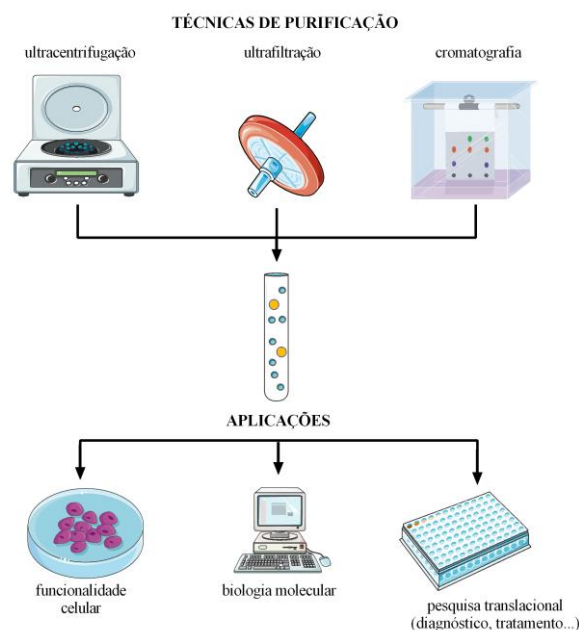 TÉCNICAS DE PURIFICAÇÃO
ultracentrifugação
ultrafiltração
cromatografia
APLICAÇÕES
funcionalidade
celular
biologia molecular
pesquisa translacional
(diagnóstico, tratamento...)